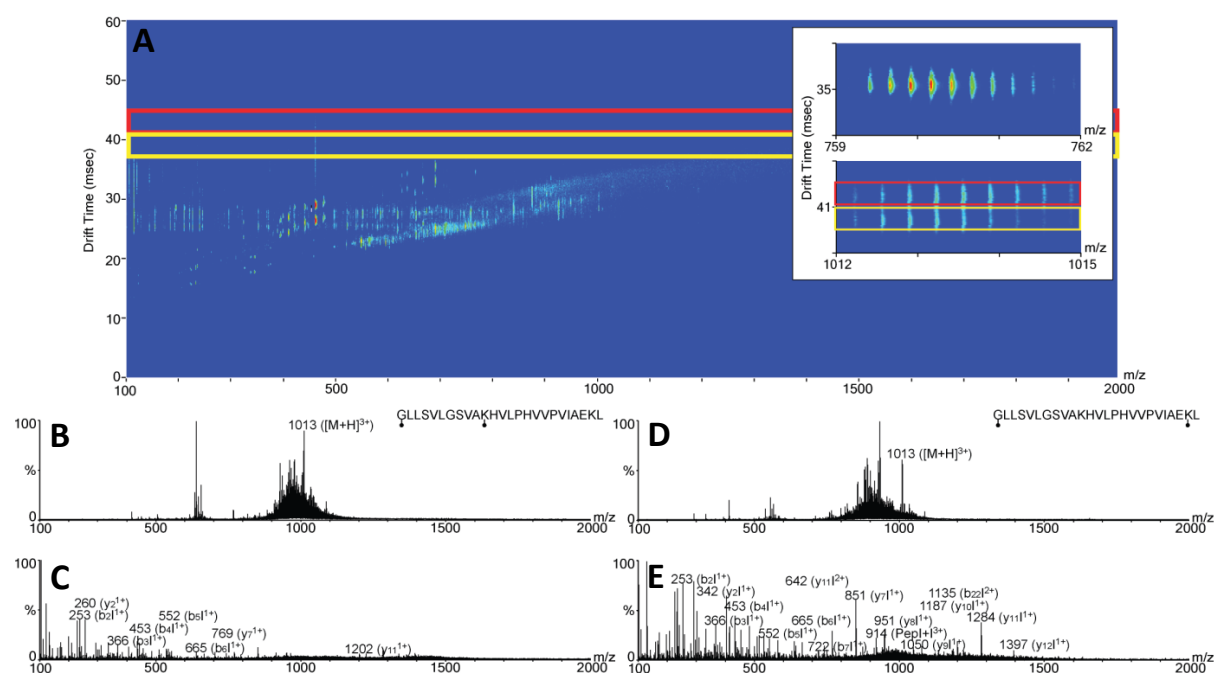 A
60
50
40
30
20
10
0
Drift Time (msec)
100
500
1000
1500
2000
m/z
Drift Time (msec)
35
m/z
759
762
41
m/z
1012
1015
B
100
%
0
1013 ([M+H]³⁺)
GLLSVLGSVAKHVLPHVVPVIAEKL
100
500
1000
1500
2000
m/z
D
100
%
0
1013 ([M+H]³⁺)
GLLSVLGSVAKHVLPHVVPVIAEKL
100
500
1000
1500
2000
m/z
C
100
%
0
260 (y₂¹⁺)
253 (b₂I¹⁺)
366 (b₃I¹⁺)
453 (b₄I¹⁺)
552 (b₅I¹⁺)
665 (b₆I¹⁺)
769 (y₇¹⁺)
1202 (y₁₁¹⁺)
100
500
1000
1500
2000
m/z
E
100
%
0
253 (b₂I¹⁺)
342 (y₂I¹⁺)
366 (b₃I¹⁺)
453 (b₄I¹⁺)
552 (b₅I¹⁺)
642 (y₁₁I²⁺)
665 (b₆I¹⁺)
722 (b₇I¹⁺)
851 (y₇I¹⁺)
914 (PepI+I³⁺)
951 (y₈I¹⁺)
1050 (y₉I¹⁺)
1135 (b₂₂I²⁺)
1187 (y₁₀I¹⁺)
1284 (y₁₁I¹⁺)
1397 (y₁₂I¹⁺)
100
500
1000
1500
2000
m/z